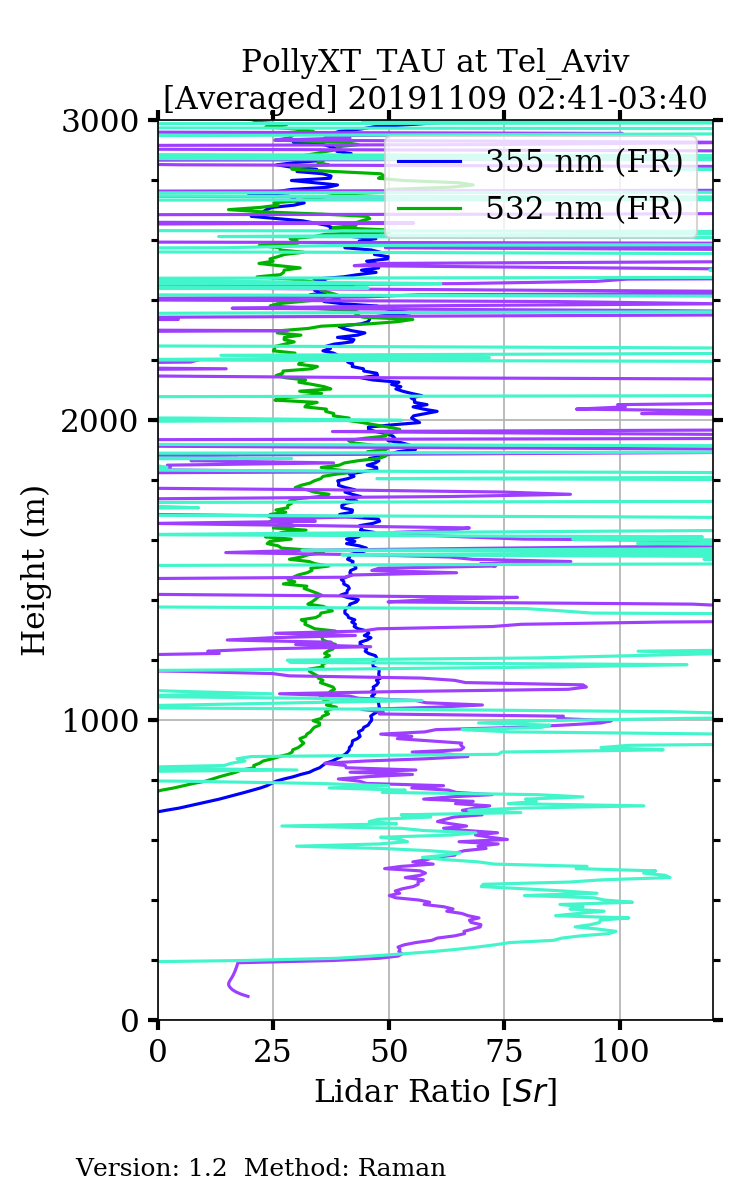 PollyXT_TAU at Tel_Aviv
[Averaged] 20191109 02:41-03:40
3000
355 nm (FR)
532 nm (FR)
2000
Height (m)
1000
0
0 25 50 75 100
Lidar Ratio [Sr]
Version: 1.2 Method: Raman